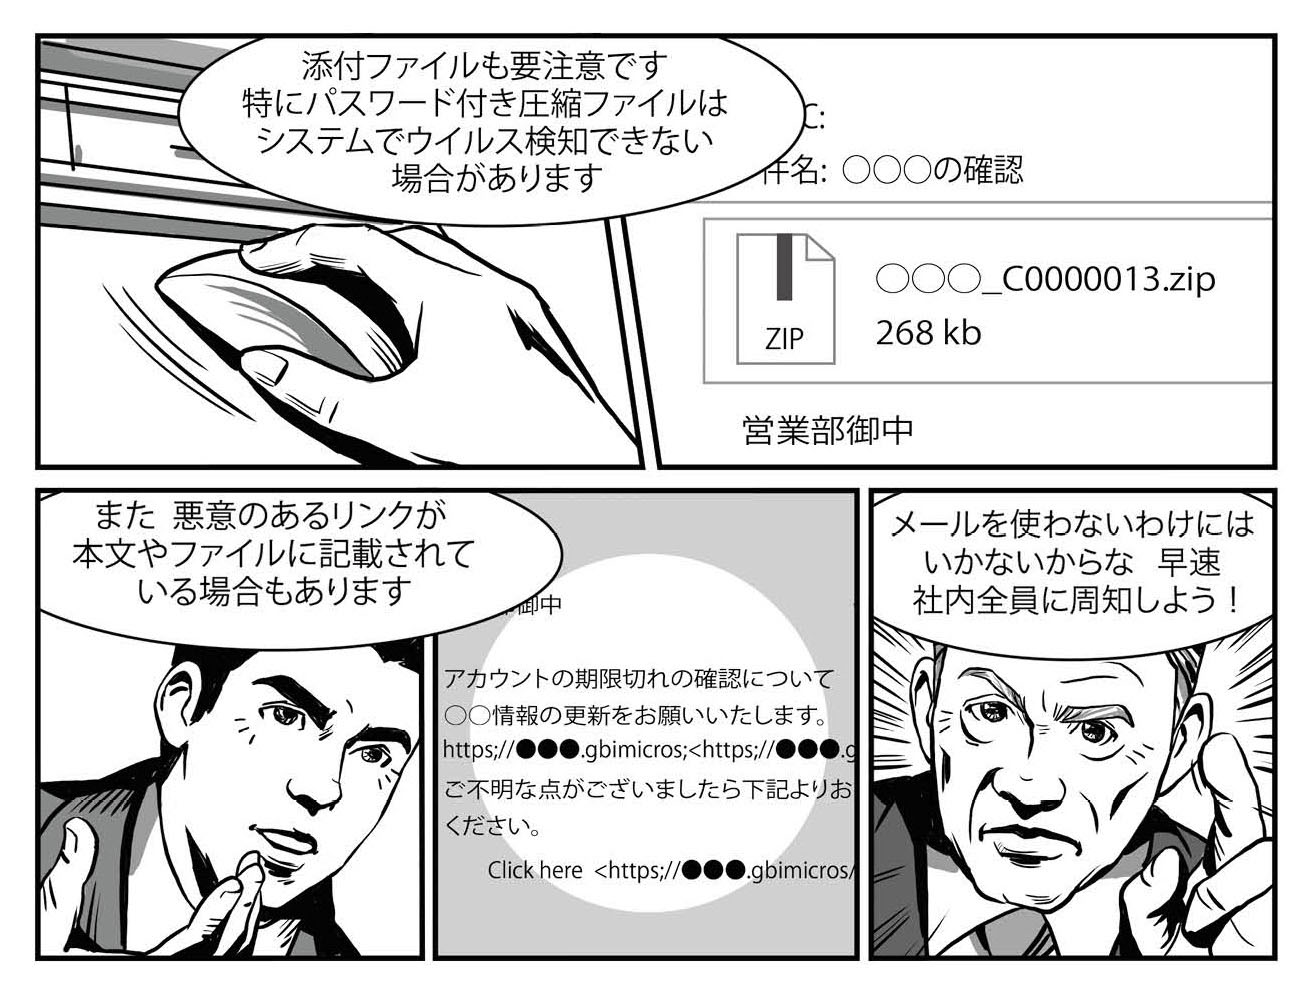 添付ファイルも要注意です
特にパスワード付き圧縮ファイルは
システムでウイルス検知できない
場合があります
C:
件名: ○○○の確認
ZIP
○○○_C0000013.zip
268 kb
営業部御中
また 悪意のあるリンクが
本文やファイルに記載されて
いる場合もあります
御中
アカウントの期限切れの確認について
○○情報の更新をお願いいたします。
https;//●●●.gbimicros;<https;//●●●.g
ご不明な点がございましたら下記よりお
ください。
Click here <https;//●●●.gbimicros/
メールを使わないわけには
いかないからな 早速
社内全員に周知しよう！